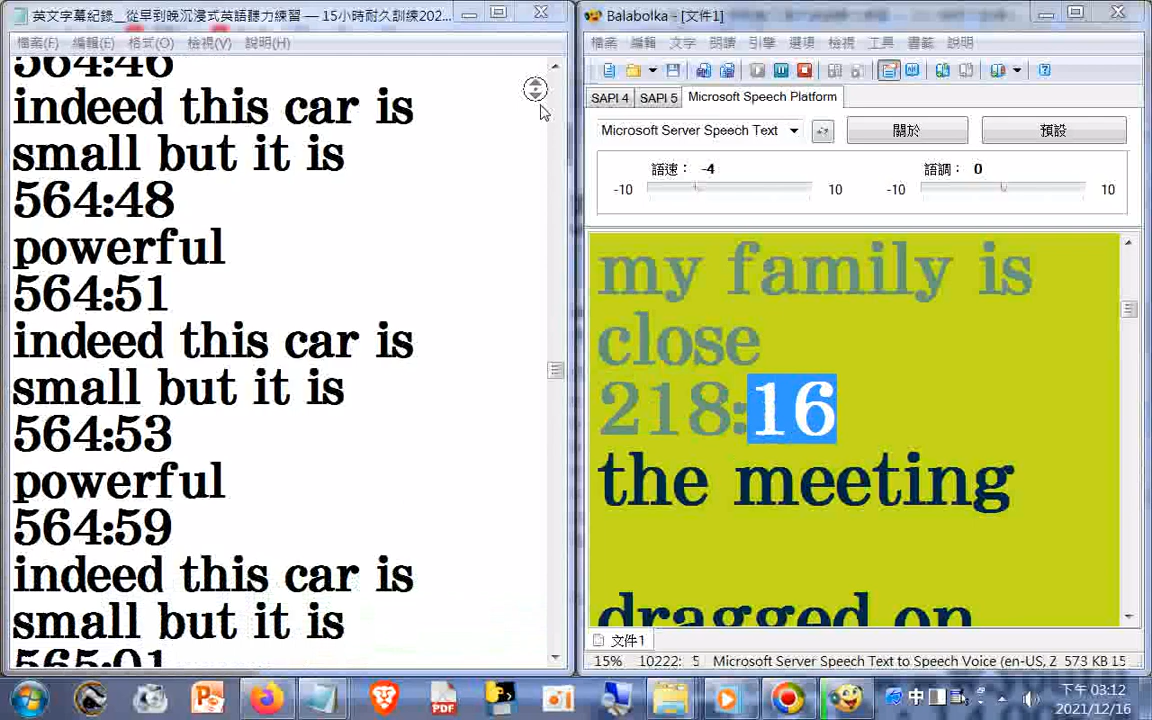 英文字幕紀錄__從早到晚沉浸式英語聽力練習 — 15小時耐久訓練202...
檔案(F) 編輯(E) 格式(O) 檢視(V) 說明(H)
564:46
indeed this car is
small but it is
564:48
powerful
564:51
indeed this car is
small but it is
564:53
powerful
564:59
indeed this car is
small but it is
565:01
Balabolka - [文件1]
檔案 編輯 文字 朗讀 引擎 選項 檢視 工具 書籤 說明
SAPI 4 SAPI 5 Microsoft Speech Platform
Microsoft Server Speech Text 關於 預設
語速： -4 語調： 0
-10 10 -10 10
my family is
close
218:16
the meeting
dragged on
文件1
15% 10222: 5 Microsoft Server Speech Text to Speech Voice (en-US, Z 573 KB 15
PDF 中 下午 03:12
2021/12/16